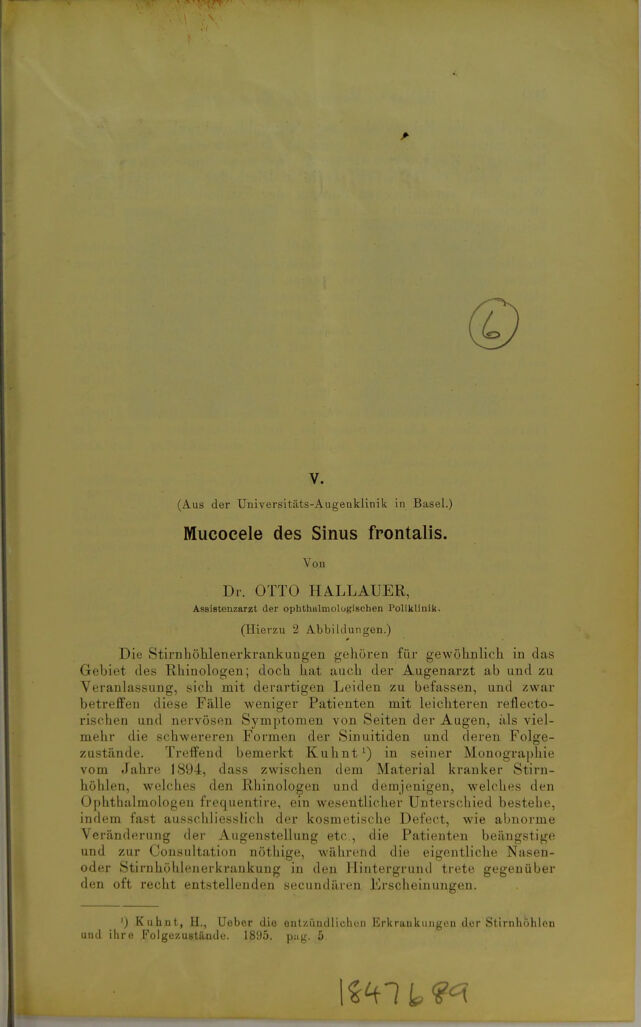 6
V.
(Aus der Universitäts-Augenklinik in Basel.)
Mucocele des Sinus frontalis.
Von
Dr. OTTO HALLAUER,
Assistenzarzt der ophthalmologischen Poliklinik.
(Hierzu 2 Abbildungen.)
Die Stirnhöhlenerkrankungen gehören für gewöhnlich in das
Gebiet des Rhinologen; doch hat auch der Augenarzt ab und zu
Veranlassung, sich mit derartigen Leiden zu befassen, und zwar
betreffen diese Fälle weniger Patienten mit leichteren reflecto-
rischen und nervösen Symptomen von Seiten der Augen, als viel-
mehr die schwereren Formen der Sinuitiden und deren Folge-
zustände. Treffend bemerkt Kuhnt¹) in seiner Monographie
vom Jahre 1894, dass zwischen dem Material kranker Stirn-
höhlen, welches den Rhinologen und demjenigen, welches den
Ophthalmologen frequentire, ein wesentlicher Unterschied bestehe,
indem fast ausschliesslich der kosmetische Defect, wie abnorme
Veränderung der Augenstellung etc., die Patienten beängstige
und zur Consultation nöthige, während die eigentliche Nasen-
oder Stirnhöhlenerkrankung in den Hintergrund trete gegenüber
den oft recht entstellenden secundären Erscheinungen.
¹) Kuhnt, H., Ueber die entzündlichen Erkrankungen der Stirnhöhlen
und ihre Folgezustände. 1895. pag. 5
1847689